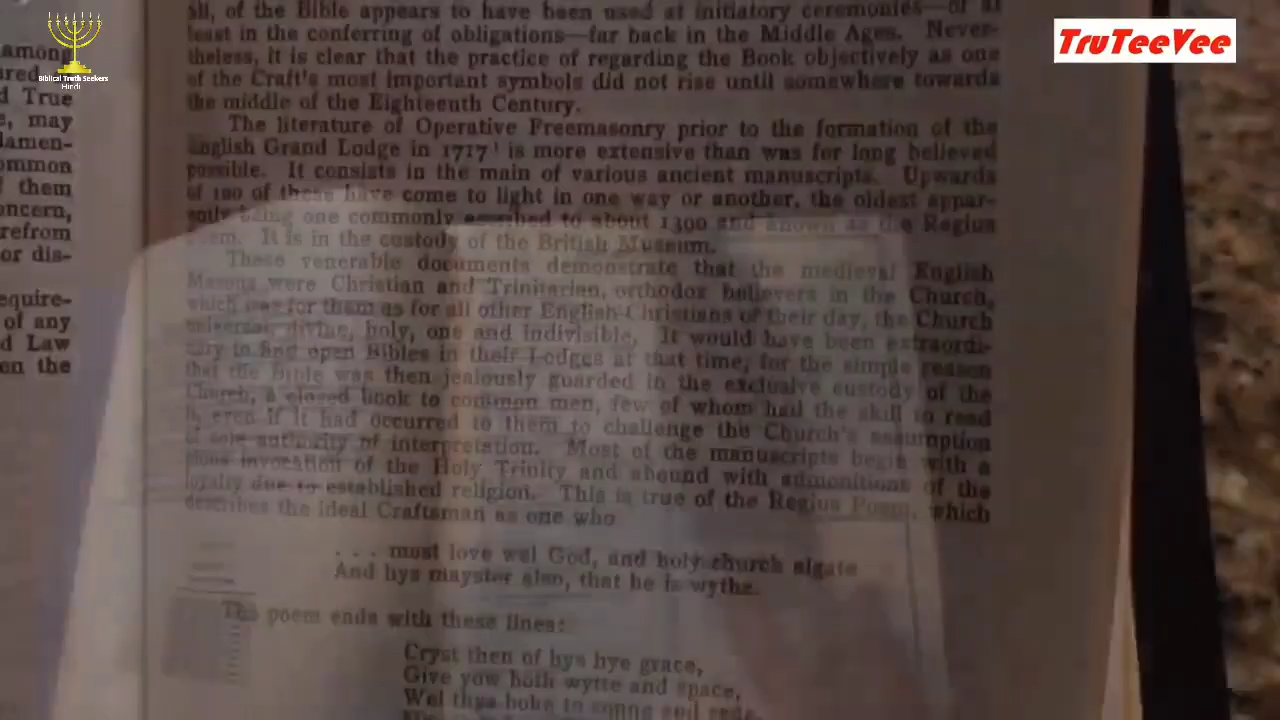 Biblical Truth Seekers
Hindi
TruTeeVee
among
d True
e, may
lamen-
ommon
f them
oncern,
refrom
or dis-
equire-
of any
d Law
en the
all, of the Bible appears to have been used at initiatory ceremonies—or at
least in the conferring of obligations—far back in the Middle Ages. Never-
theless, it is clear that the practice of regarding the Book objectively as one
of the Craft's most important symbols did not rise until somewhere towards
the middle of the Eighteenth Century.
The literature of Operative Freemasonry prior to the formation of the
English Grand Lodge in 1717 is more extensive than was for long believed
possible. It consists in the main of various ancient manuscripts. Upwards
of 100 of these have come to light in one way or another, the oldest appar-
ently being one commonly ascribed to about 1300 and known as the Regius
Poem. It is in the custody of the British Museum.
These venerable documents demonstrate that the medieval English
Masons were Christian and Trinitarian, orthodox believers in the Church,
which was for them as for all other English Christians of their day, the Church
universal, divine, holy, one and indivisible. It would have been extraordi-
nary to find open Bibles in their Lodges at that time, for the simple reason
that the Bible was then jealously guarded in the exclusive custody of the
Church, a closed book to common men, few of whom had the skill to read
it, even if it had occurred to them to challenge the Church's assumption
of sole authority of interpretation. Most of the manuscripts begin with a
pious invocation of the Holy Trinity and abound with admonitions of the
loyalty due to established religion. This is true of the Regius Poem, which
describes the ideal Craftsman as one who
. . . must love wel God, and holy church algate
And hys mayster also, that he is wythe.
The poem ends with these lines:
Cryst then of hys hye grace,
Give yow both wytte and space,
Wel thys boke to conne and rede,